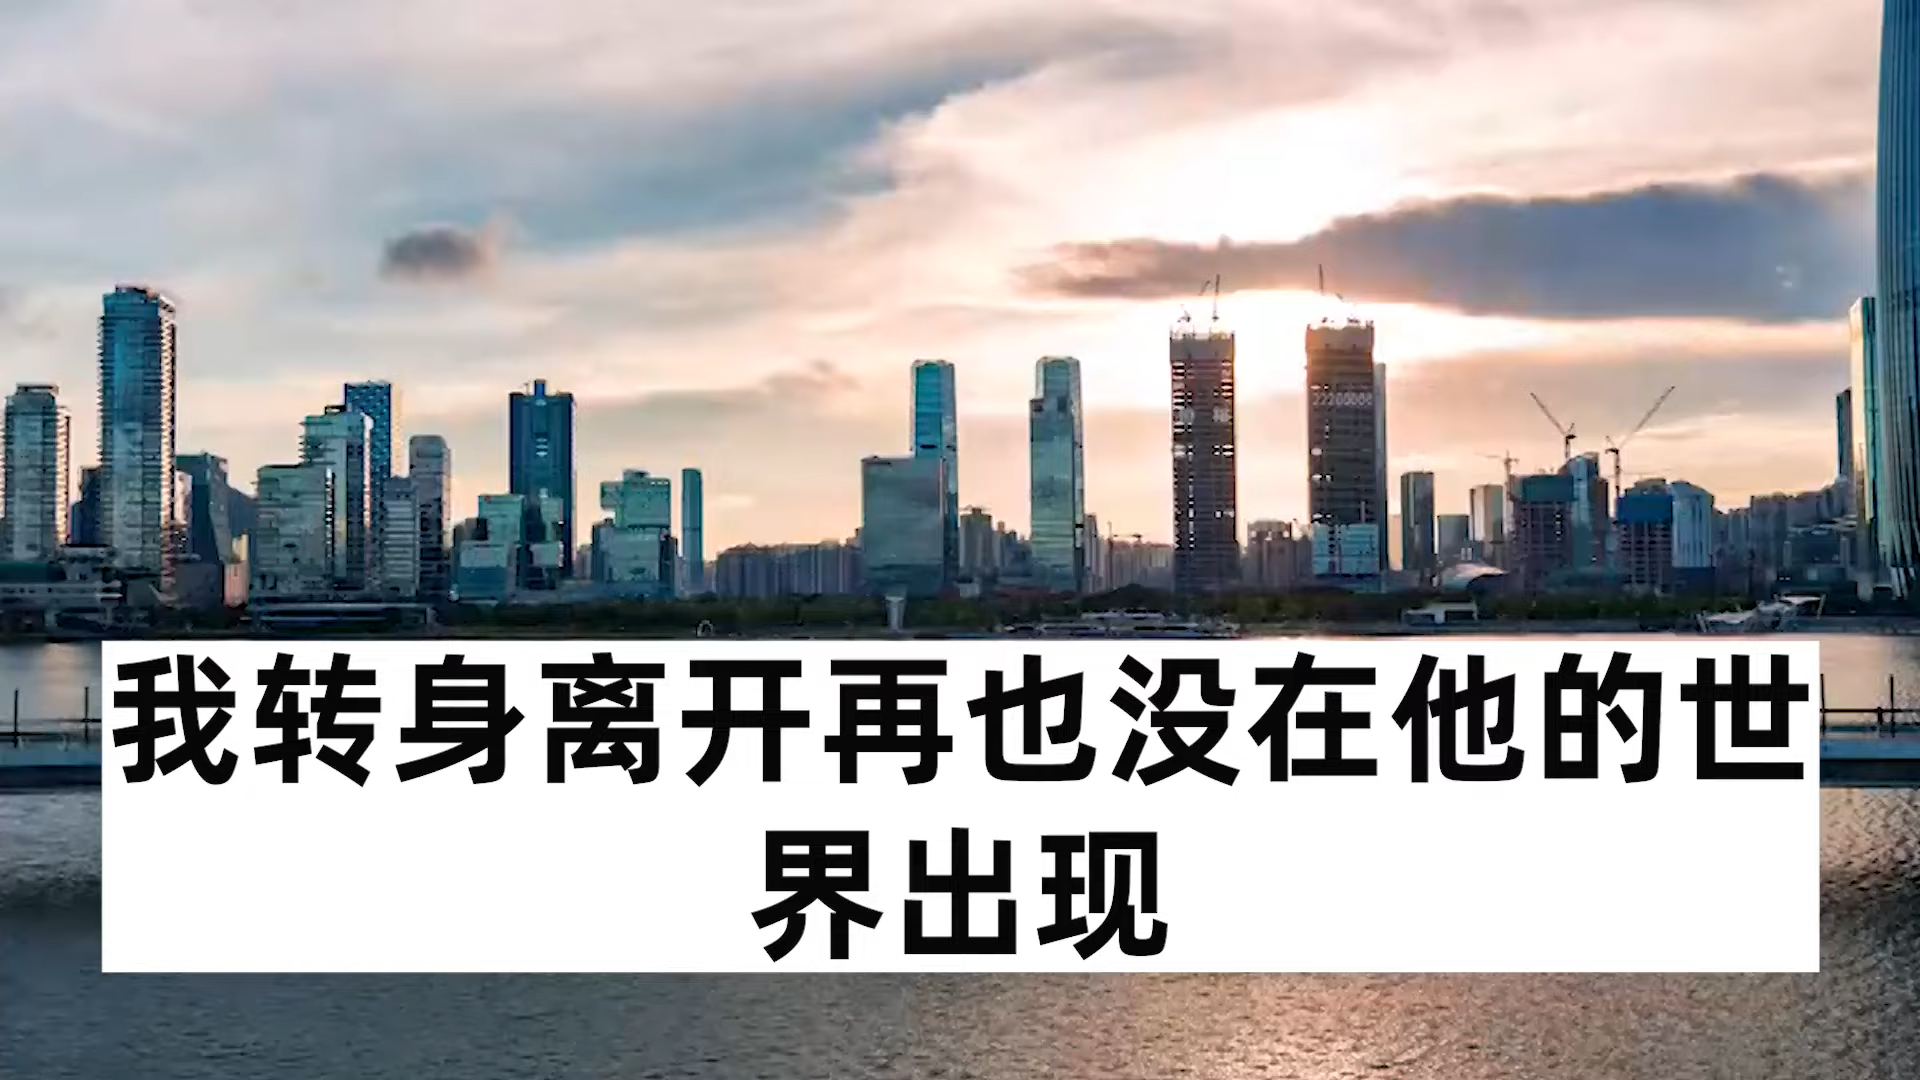 我转身离开再也没在他的世
界出现